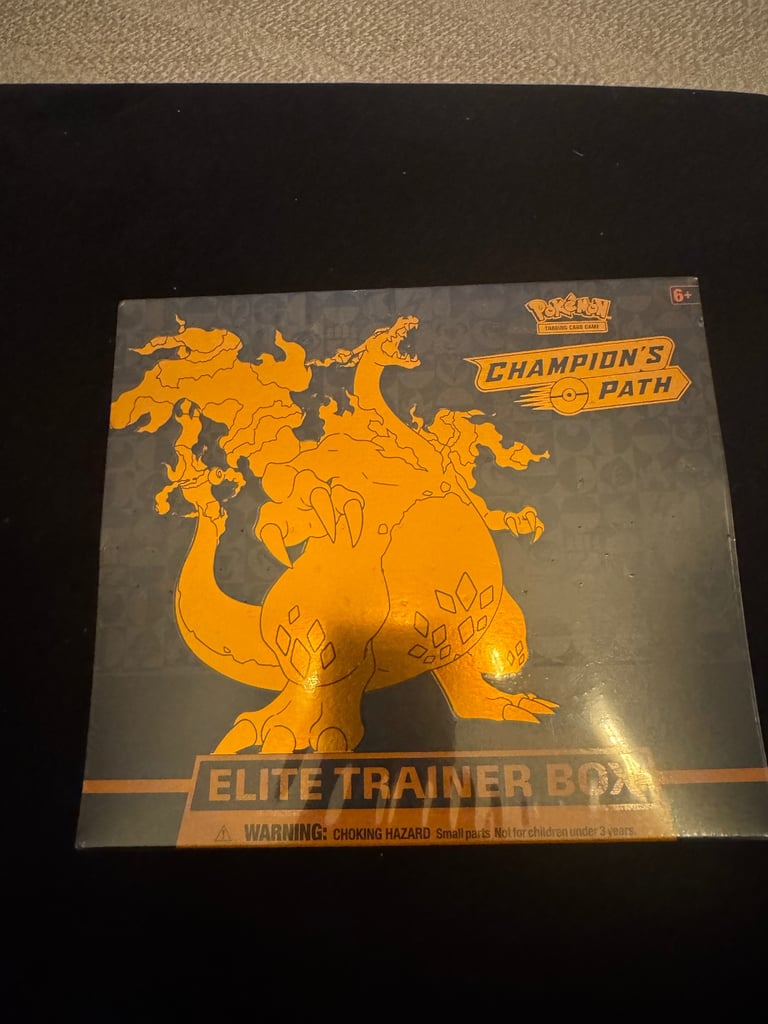 6+
POKéMON
TRADING CARD GAME
CHAMPION'S
PATH
ELITE TRAINER BOX
⚠ WARNING: CHOKING HAZARD Small parts Not for children under 3 years.